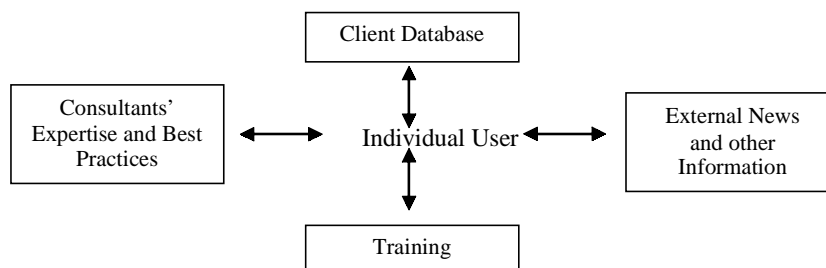 Client Database
Consultants'
Expertise and Best
Practices
Individual User
External News
and other
Information
Training